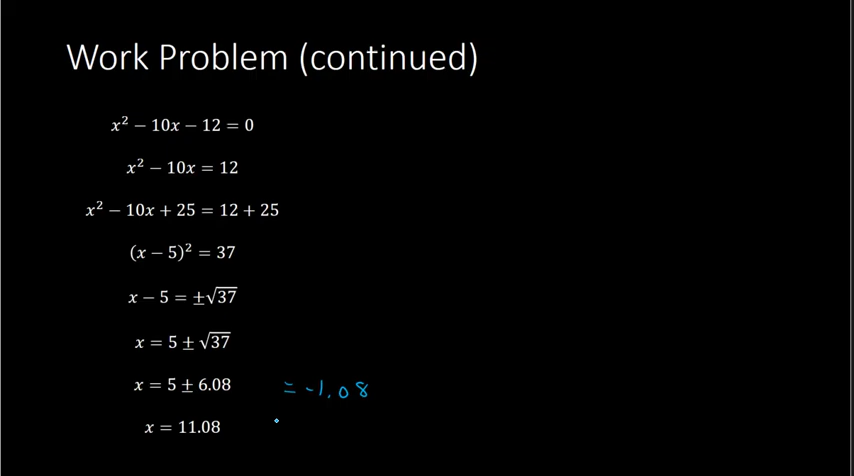 Work Problem (continued)
x² − 10x − 12 = 0
x² − 10x = 12
x² − 10x + 25 = 12 + 25
(x − 5)² = 37
x − 5 = ±√37
x = 5 ± √37
x = 5 ± 6.08 = -1.08
x = 11.08